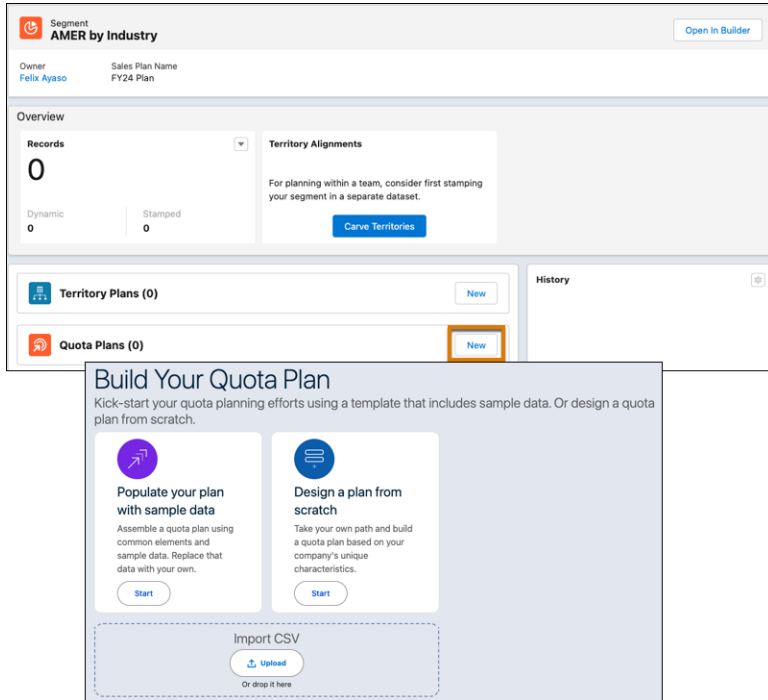 Segment
AMER by Industry
Open In Builder
Owner
Sales Plan Name
Felix Ayaso
FY24 Plan
Overview
Records
0
Dynamic
Stamped
0
0
Territory Alignments
For planning within a team, consider first stamping
your segment in a separate dataset.
Carve Territories
Territory Plans (0)
New
Quota Plans (0)
New
History
Build Your Quota Plan
Kick-start your quota planning efforts using a template that includes sample data. Or design a quota
plan from scratch.
Populate your plan
with sample data
Assemble a quota plan using
common elements and
sample data. Replace that
data with your own.
Start
Design a plan from
scratch
Take your own path and build
a quota plan based on your
company's unique
characteristics.
Start
Import CSV
Upload
Or drop it here